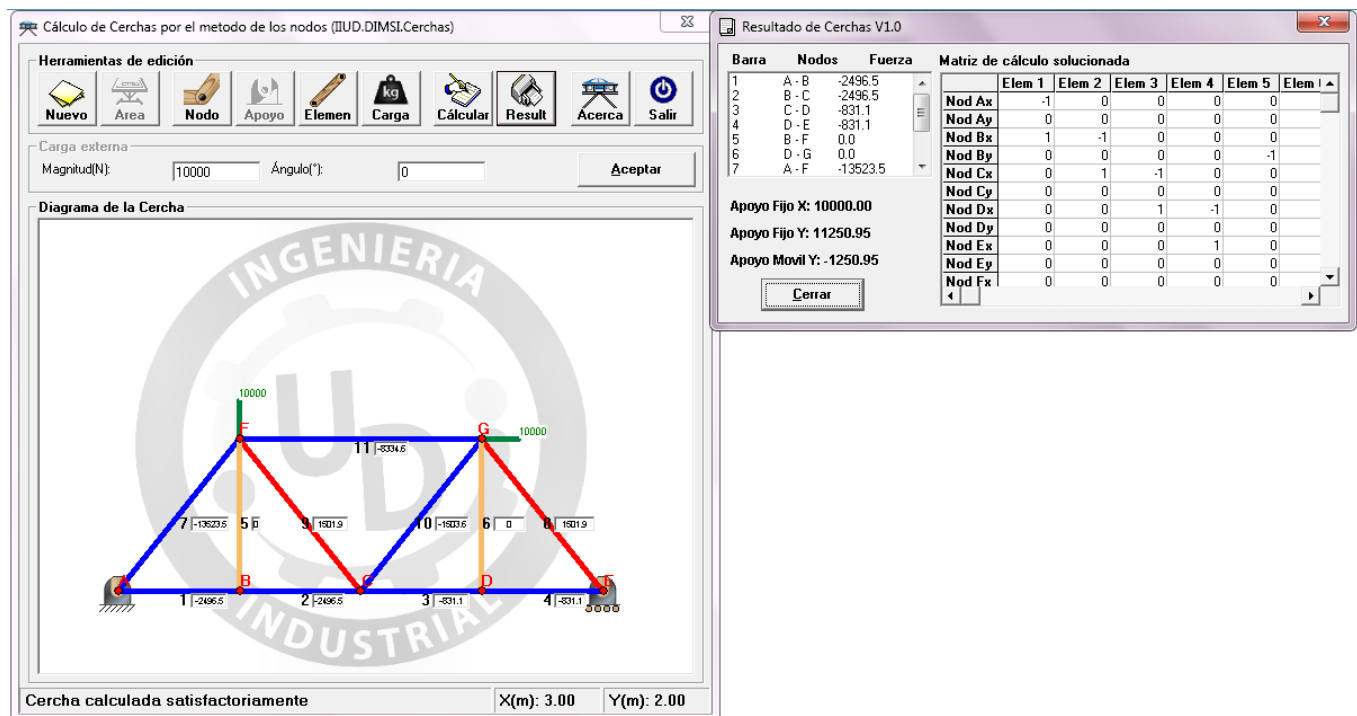 Cálculo de Cerchas por el metodo de los nodos (IIUD.DIMSI.Cerchas)
Herramientas de edición
Nuevo Area Nodo Apoyo Elemen Carga Cálcular Result Acerca Salir
kg
Carga externa
Magnitud(N): 10000 Ángulo(°): 0 Aceptar
Diagrama de la Cercha
INGENIERIA
UD
INDUSTRIAL
10000
F
G 10000
11 -8334.6
7 -13523.5 5 0 9 1501.9 10 -1503.6 6 0 8 1501.9
A B C D E
1 -2496.5 2 -2496.5 3 -831.1 4 -831.1
Cercha calculada satisfactoriamente X(m): 3.00 Y(m): 2.00
Resultado de Cerchas V1.0
Barra Nodos Fuerza
1 A - B -2496.5
2 B - C -2496.5
3 C - D -831.1
4 D - E -831.1
5 B - F 0.0
6 D - G 0.0
7 A - F -13523.5
Apoyo Fijo X: 10000.00
Apoyo Fijo Y: 11250.95
Apoyo Movil Y: -1250.95
Cerrar
Matriz de cálculo solucionada
Elem 1 Elem 2 Elem 3 Elem 4 Elem 5 Elem
Nod Ax -1 0 0 0 0
Nod Ay 0 0 0 0 0
Nod Bx 1 -1 0 0 0
Nod By 0 0 0 0 -1
Nod Cx 0 1 -1 0 0
Nod Cy 0 0 0 0 0
Nod Dx 0 0 1 -1 0
Nod Dy 0 0 0 0 0
Nod Ex 0 0 0 1 0
Nod Ey 0 0 0 0 0
Nod Fx 0 0 0 0 0